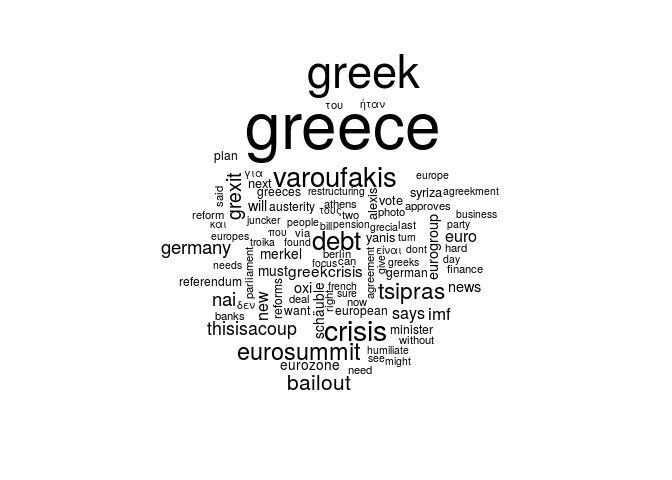 greek
του ήταν
greece
plan
για
varoufakis
europe
next
said
grexit
greeces
restructuring
alexis
syriza
agreekment
will
austerity
athens
vote
approves
reform
τους
two
photo
business
και
juncker
people
bill
pension
grecia
last
party
europes
που
via
debt
yanis
turn
eurogroup
euro
germany
troika
found
είναι
dont
hard
merkel
berlin
day
needs
parliament
focus
can
agreement
give
greeks
finance
must
greekcrisis
german
referendum
reforms
oxi
french
tsipras
news
nai
δεν
new
deal
right
sure
now
banks
want
schäuble
european
says
imf
thisisacoup
crisis
minister
without
eurosummit
humiliate
eurozone
see
might
need
bailout